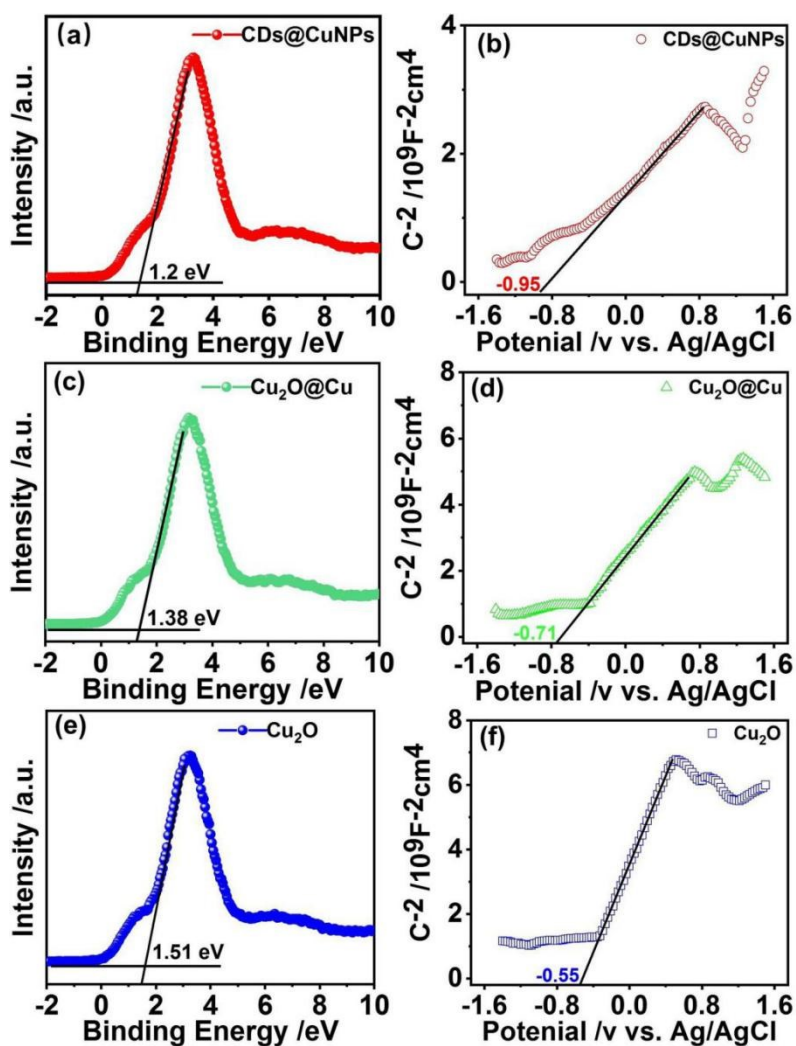 (a)
CDs@CuNPs
Intensity /a.u.
1.2 eV
-2 0 2 4 6 8 10
Binding Energy /eV
(b)
CDs@CuNPs
C⁻² /10⁹F⁻²cm⁴
4
2
0
-0.95
-1.6 -0.8 0.0 0.8 1.6
Potenial /v vs. Ag/AgCl
(c)
Cu₂O@Cu
Intensity /a.u.
1.38 eV
-2 0 2 4 6 8 10
Binding Energy /eV
(d)
Cu₂O@Cu
C⁻² /10⁹F⁻²cm⁴
8
6
4
2
0
-0.71
-1.6 -0.8 0.0 0.8 1.6
Potenial /v vs. Ag/AgCl
(e)
Cu₂O
Intensity /a.u.
1.51 eV
-2 0 2 4 6 8 10
Binding Energy /eV
(f)
Cu₂O
C⁻² /10⁹F⁻²cm⁴
8
6
4
2
0
-0.55
-1.6 -0.8 0.0 0.8 1.6
Potenial /v vs. Ag/AgCl